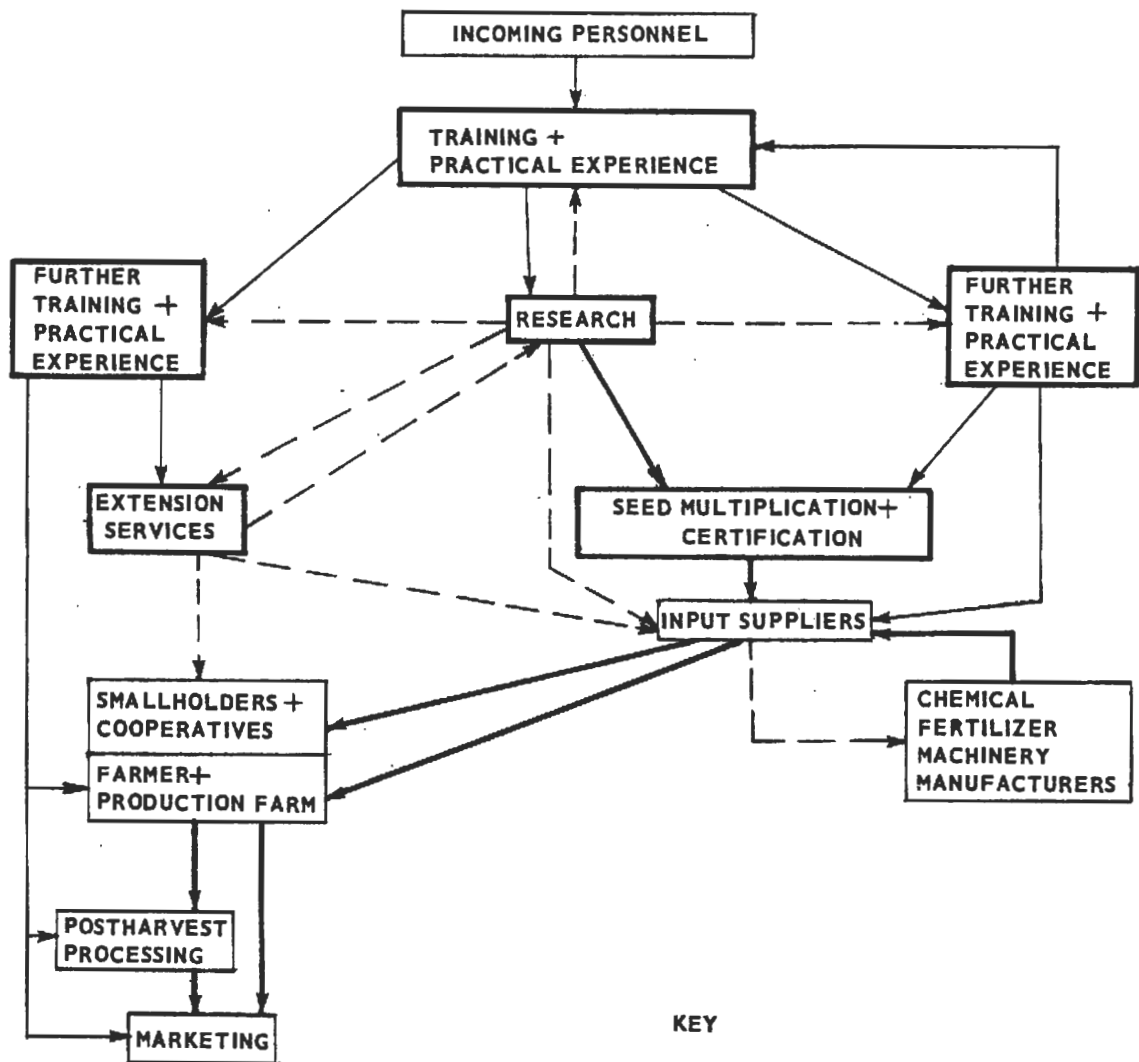 INCOMING PERSONNEL
TRAINING +
PRACTICAL EXPERIENCE
FURTHER
TRAINING +
PRACTICAL
EXPERIENCE
RESEARCH
FURTHER
TRAINING +
PRACTICAL
EXPERIENCE
EXTENSION
SERVICES
SEED MULTIPLICATION+
CERTIFICATION
INPUT SUPPLIERS
SMALLHOLDERS +
COOPERATIVES
FARMER+
PRODUCTION FARM
CHEMICAL
FERTILIZER
MACHINERY
MANUFACTURERS
POSTHARVEST
PROCESSING
MARKETING
KEY